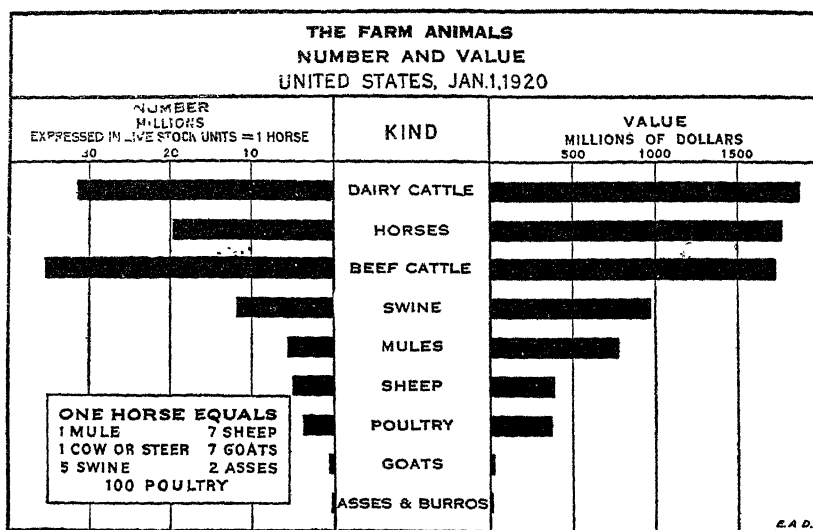 THE FARM ANIMALS
NUMBER AND VALUE
UNITED STATES, JAN.1,1920
NUMBER
MILLIONS
EXPRESSED IN LIVE STOCK UNITS = 1 HORSE
30 20 10
KIND
VALUE
MILLIONS OF DOLLARS
500 1000 1500
DAIRY CATTLE
HORSES
BEEF CATTLE
SWINE
MULES
SHEEP
POULTRY
GOATS
ASSES & BURROS
ONE HORSE EQUALS
1 MULE 7 SHEEP
1 COW OR STEER 7 GOATS
5 SWINE 2 ASSES
100 POULTRY
E.A.D.